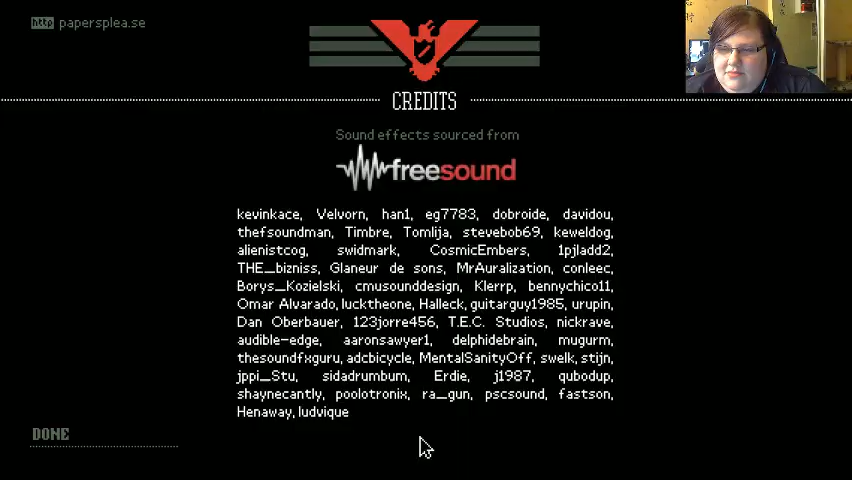 http papersplea.se
CREDITS
Sound effects sourced from
freesound
kevinkace, Velvorn, han1, eg7783, dobroide, davidou,
thefsoundman, Timbre, Tomlija, stevebob69, keweldog,
alienistcog, swidmark, CosmicEmbers, 1pjladd2,
THE_bizniss, Glaneur de sons, MrAuralization, conleec,
Borys_Kozielski, cmusounddesign, Klerrp, bennychico11,
Omar Alvarado, lucktheone, Halleck, guitarguy1985, urupin,
Dan Oberbauer, 123jorre456, T.E.C. Studios, nickrave,
audible-edge, aaronsawyer1, delphidebrain, mugurm,
thesoundfxguru, adcbicycle, MentalSanityOff, swelk, stijn,
jppi_Stu, sidadrumbum, Erdie, j1987, qubodup,
shaynecantly, poolotronix, ra_gun, pscsound, fastson,
Henaway, ludvique
DONE